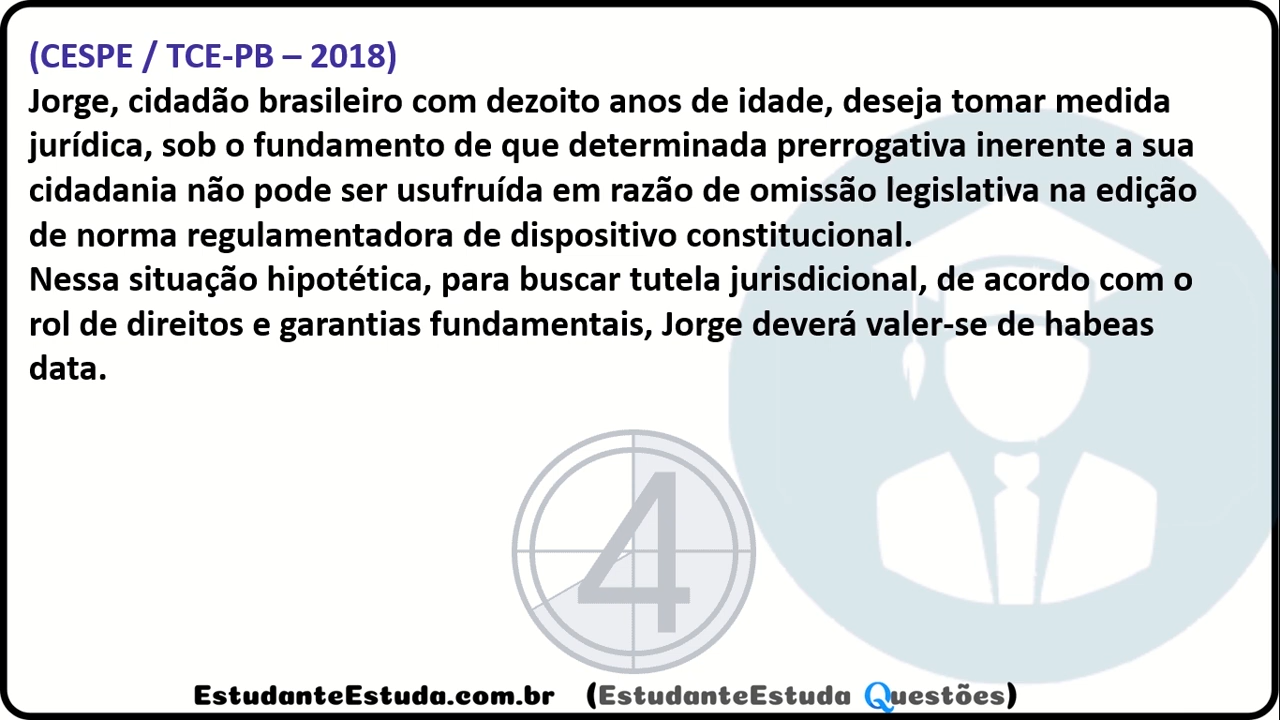 (CESPE / TCE-PB – 2018)
Jorge, cidadão brasileiro com dezoito anos de idade, deseja tomar medida
jurídica, sob o fundamento de que determinada prerrogativa inerente a sua
cidadania não pode ser usufruída em razão de omissão legislativa na edição
de norma regulamentadora de dispositivo constitucional.
Nessa situação hipotética, para buscar tutela jurisdicional, de acordo com o
rol de direitos e garantias fundamentais, Jorge deverá valer-se de habeas
data.
4
EstudanteEstuda.com.br (EstudanteEstuda Questões)